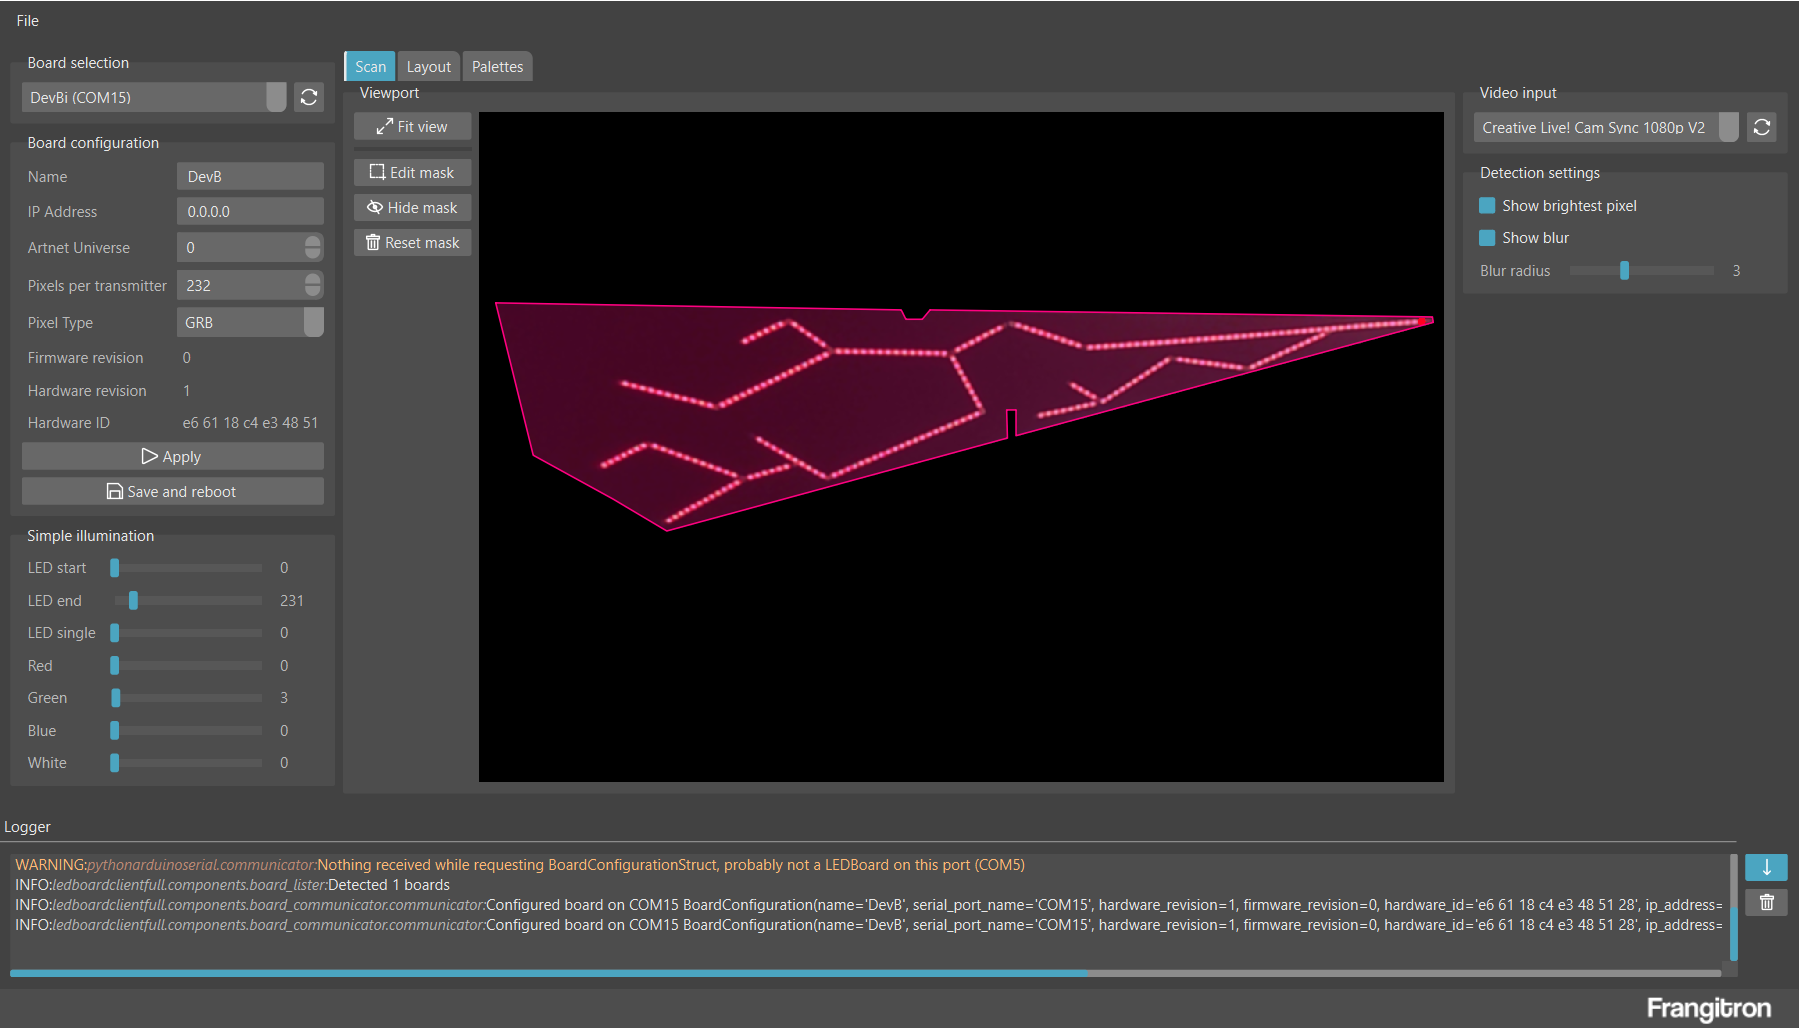 File
Board selection
DevBi (COM15)
Board configuration
Name DevB
IP Address 0.0.0.0
Artnet Universe 0
Pixels per transmitter 232
Pixel Type GRB
Firmware revision 0
Hardware revision 1
Hardware ID e6 61 18 c4 e3 48 51
Apply
Save and reboot
Simple illumination
LED start 0
LED end 231
LED single 0
Red 0
Green 3
Blue 0
White 0
Scan Layout Palettes
Viewport
Fit view
Edit mask
Hide mask
Reset mask
Video input
Creative Live! Cam Sync 1080p V2
Detection settings
Show brightest pixel
Show blur
Blur radius 3
Logger
WARNING:pythonarduinoserial.communicator:Nothing received while requesting BoardConfigurationStruct, probably not a LEDBoard on this port (COM5)
INFO:ledboardclientfull.components.board_lister:Detected 1 boards
INFO:ledboardclientfull.components.board_communicator.communicator:Configured board on COM15 BoardConfiguration(name='DevB', serial_port_name='COM15', hardware_revision=1, firmware_revision=0, hardware_id='e6 61 18 c4 e3 48 51 28', ip_address=
INFO:ledboardclientfull.components.board_communicator.communicator:Configured board on COM15 BoardConfiguration(name='DevB', serial_port_name='COM15', hardware_revision=1, firmware_revision=0, hardware_id='e6 61 18 c4 e3 48 51 28', ip_address=
Frangitron